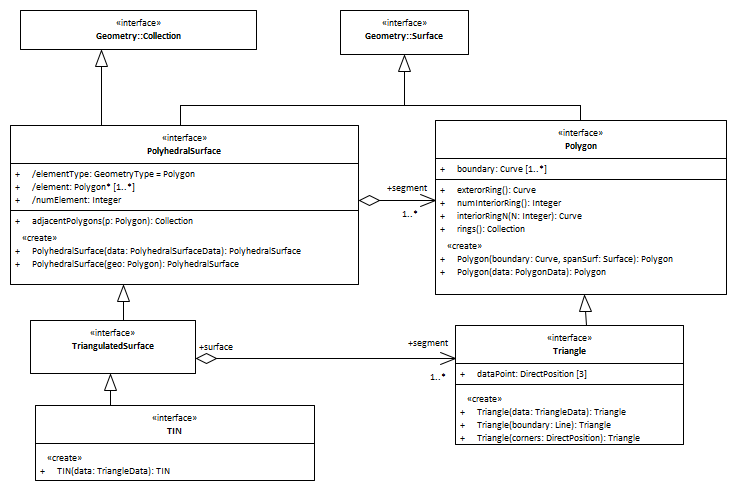 «interface»
Geometry::Collection
«interface»
Geometry::Surface
«interface»
PolyhedralSurface
+ /elementType: GeometryType = Polygon
+ /element: Polygon* [1..*]
+ /numElement: Integer
+ adjacentPolygons(p: Polygon): Collection
«create»
+ PolyhedralSurface(data: PolyhedralSurfaceData): PolyhedralSurface
+ PolyhedralSurface(geo: Polygon): PolyhedralSurface
+segment
1..*
«interface»
Polygon
+ boundary: Curve [1..*]
+ exterorRing(): Curve
+ numInteriorRing(): Integer
+ interiorRingN(N: Integer): Curve
+ rings(): Collection
«create»
+ Polygon(boundary: Curve, spanSurf: Surface): Polygon
+ Polygon(data: PolygonData): Polygon
«interface»
TriangulatedSurface
+surface
+segment
1..*
«interface»
Triangle
+ dataPoint: DirectPosition [3]
«create»
+ Triangle(data: TriangleData): Triangle
+ Triangle(boundary: Line): Triangle
+ Triangle(corners: DirectPosition): Triangle
«interface»
TIN
«create»
+ TIN(data: TriangleData): TIN